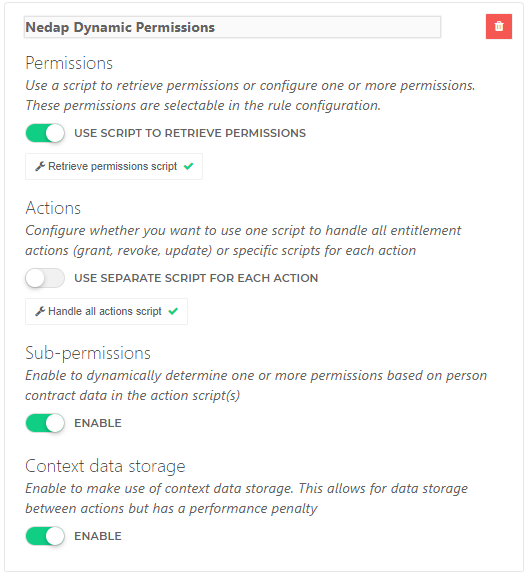 Nedap Dynamic Permissions
Permissions
Use a script to retrieve permissions or configure one or more permissions.
These permissions are selectable in the rule configuration.
USE SCRIPT TO RETRIEVE PERMISSIONS
Retrieve permissions script
Actions
Configure whether you want to use one script to handle all entitlement
actions (grant, revoke, update) or specific scripts for each action
USE SEPARATE SCRIPT FOR EACH ACTION
Handle all actions script
Sub-permissions
Enable to dynamically determine one or more permissions based on person
contract data in the action script(s)
ENABLE
Context data storage
Enable to make use of context data storage. This allows for data storage
between actions but has a performance penalty
ENABLE